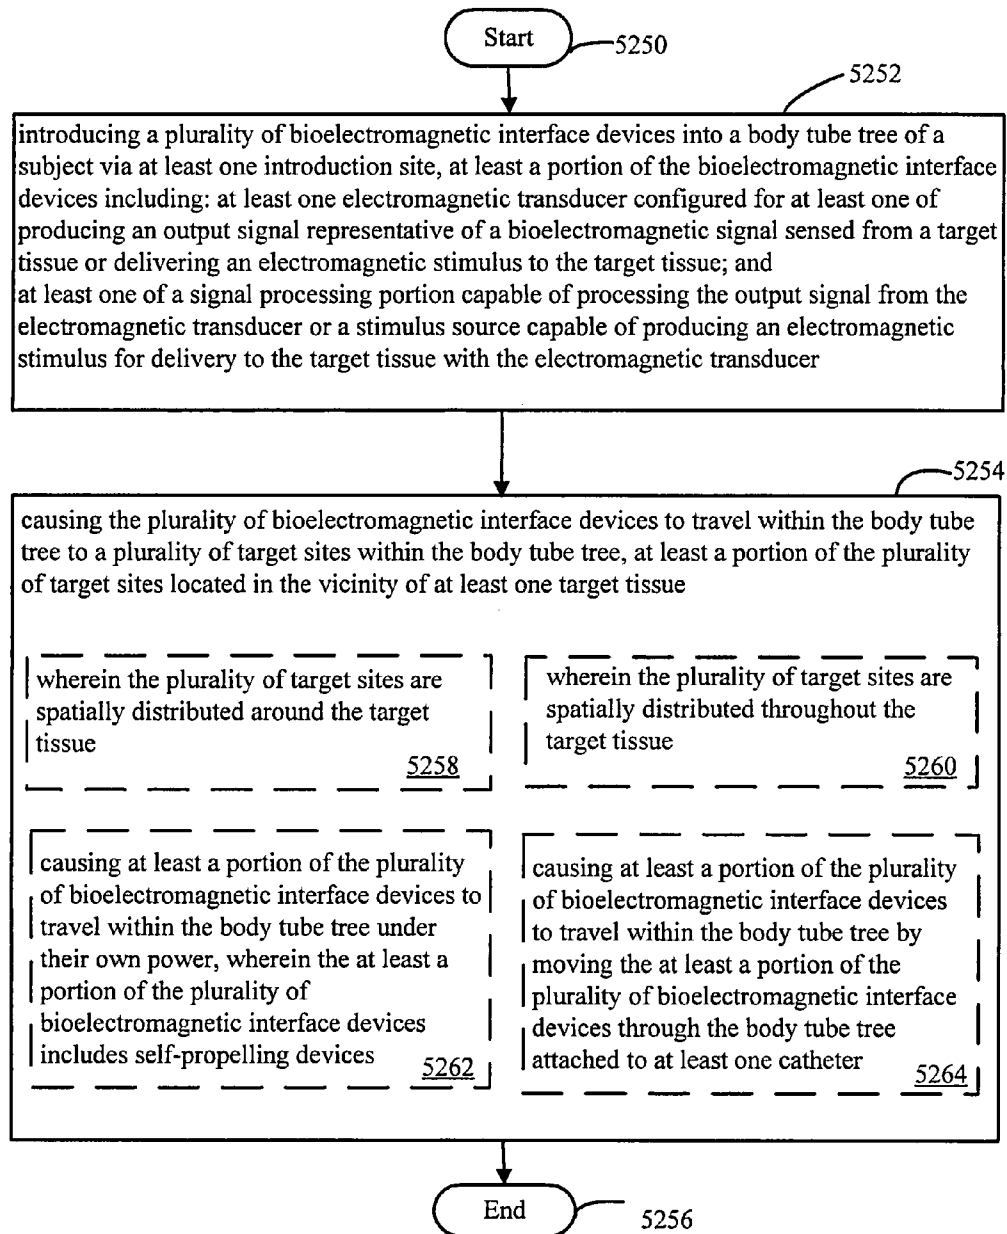 Start
5250
5252
introducing a plurality of bioelectromagnetic interface devices into a body tube tree of a
subject via at least one introduction site, at least a portion of the bioelectromagnetic interface
devices including: at least one electromagnetic transducer configured for at least one of
producing an output signal representative of a bioelectromagnetic signal sensed from a target
tissue or delivering an electromagnetic stimulus to the target tissue; and
at least one of a signal processing portion capable of processing the output signal from the
electromagnetic transducer or a stimulus source capable of producing an electromagnetic
stimulus for delivery to the target tissue with the electromagnetic transducer
5254
causing the plurality of bioelectromagnetic interface devices to travel within the body tube
tree to a plurality of target sites within the body tube tree, at least a portion of the plurality
of target sites located in the vicinity of at least one target tissue
wherein the plurality of target sites are
spatially distributed around the target
tissue
5258
wherein the plurality of target sites are
spatially distributed throughout the
target tissue
5260
causing at least a portion of the plurality
of bioelectromagnetic interface devices to
travel within the body tube tree under
their own power, wherein the at least a
portion of the plurality of
bioelectromagnetic interface devices
includes self-propelling devices
5262
causing at least a portion of the plurality
of bioelectromagnetic interface devices
to travel within the body tube tree by
moving the at least a portion of the
plurality of bioelectromagnetic interface
devices through the body tube tree
attached to at least one catheter
5264
End
5256